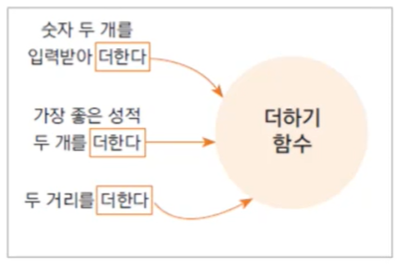 숫자 두 개를
입력받아 더한다
가장 좋은 성적
두 개를 더한다
두 거리를 더한다
더하기
함수